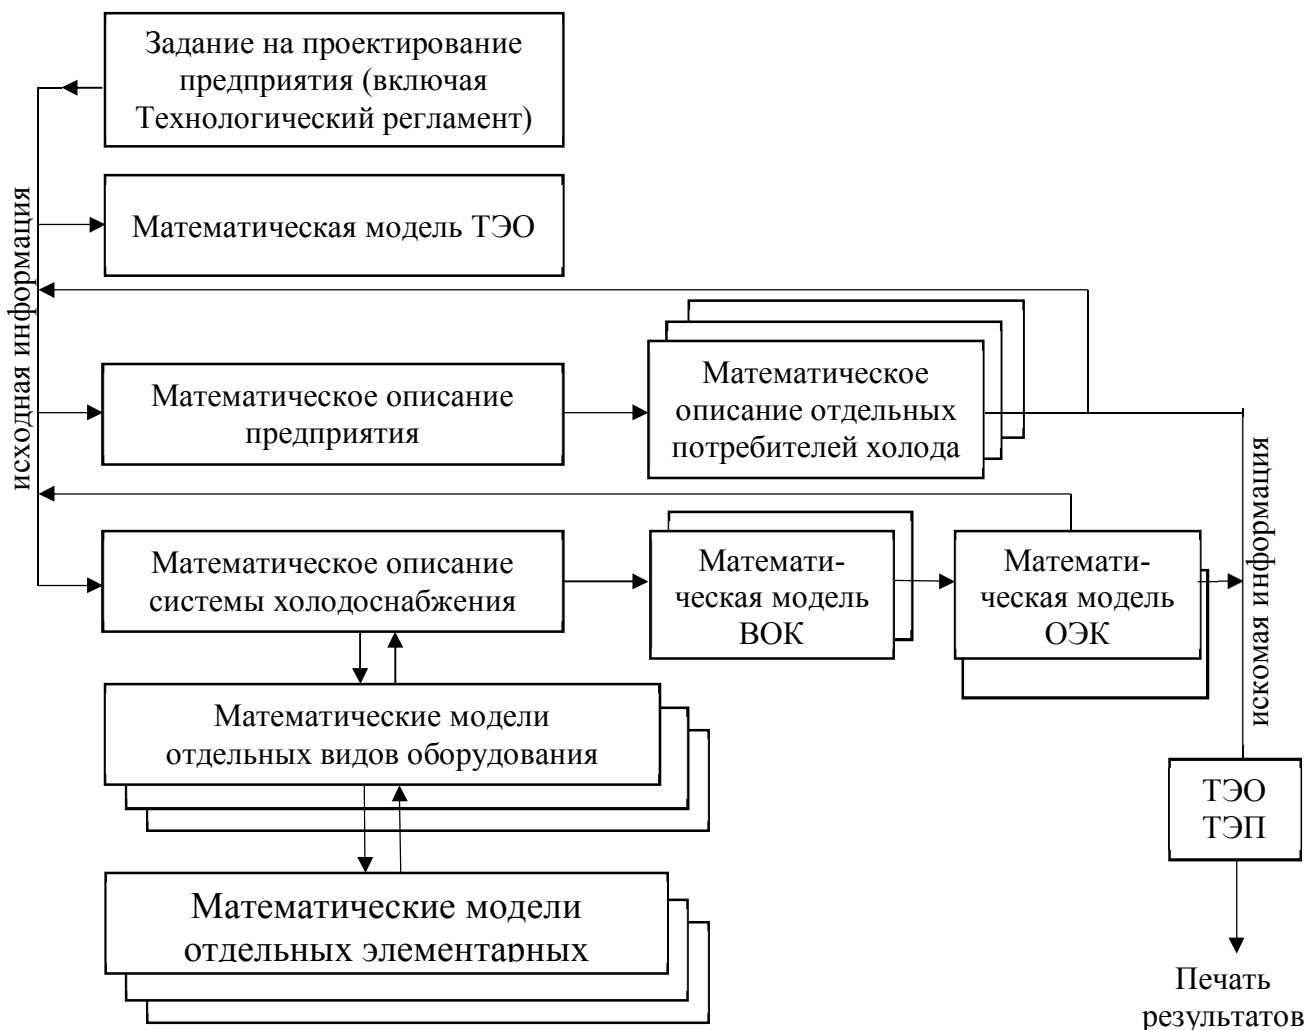 Задание на проектирование
предприятия (включая
Технологический регламент)
Математическая модель ТЭО
исходная информация
Математическое описание
предприятия
Математическое
описание отдельных
потребителей холода
Математическое описание
системы холодоснабжения
Математи-
ческая модель
ВОК
Математи-
ческая модель
ОЭК
искомая информация
Математические модели
отдельных видов оборудования
ТЭО
ТЭП
Математические модели
отдельных элементарных
Печать
результатов